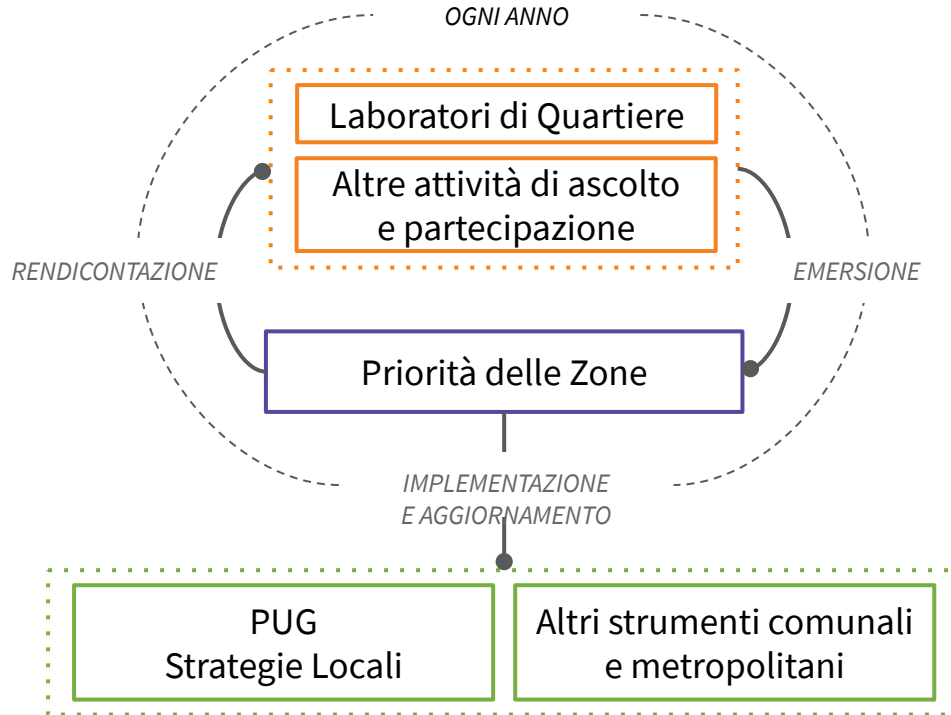 OGNI ANNO
Laboratori di Quartiere
Altre attività di ascolto
e partecipazione
RENDICONTAZIONE
EMERSIONE
Priorità delle Zone
IMPLEMENTAZIONE
E AGGIORNAMENTO
PUG
Strategie Locali
Altri strumenti comunali
e metropolitani